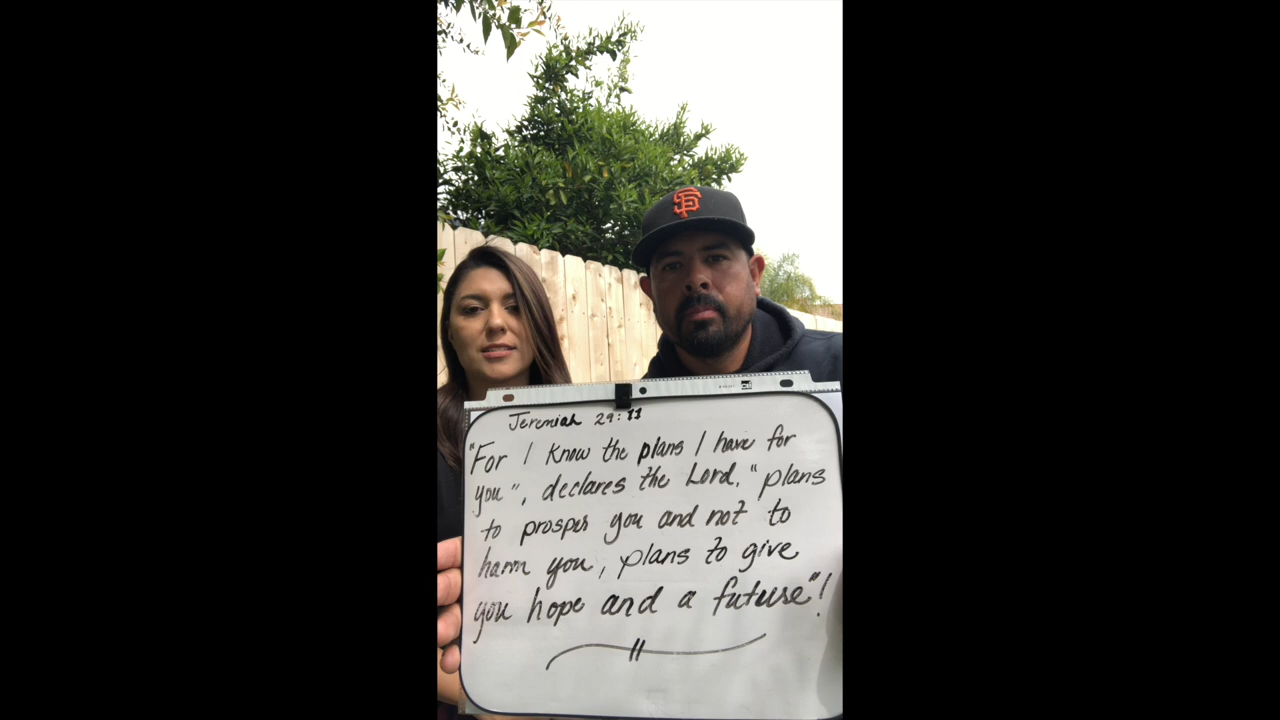 SF
Jeremiah 29:11
"For I know the plans I have for
you", declares the Lord, "plans
to prosper you and not to
harm you, plans to give
you hope and a future"!